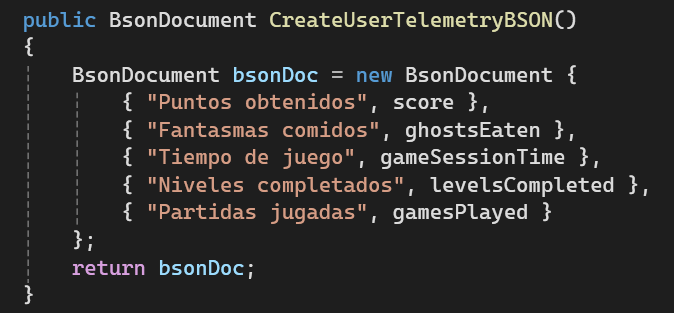 public BsonDocument CreateUserTelemetryBSON()
{
BsonDocument bsonDoc = new BsonDocument {
{ "Puntos obtenidos", score },
{ "Fantasmas comidos", ghostsEaten },
{ "Tiempo de juego", gameSessionTime },
{ "Niveles completados", levelsCompleted },
{ "Partidas jugadas", gamesPlayed }
};
return bsonDoc;
}